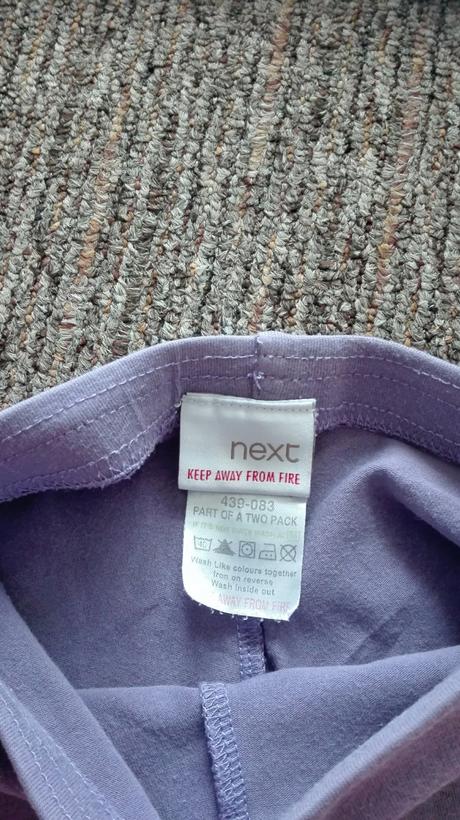 next
KEEP AWAY FROM FIRE
439-083
PART OF A TWO PACK
40
Wash Like colours together
Iron on reverse
Wash inside out
AWAY FROM FIRE